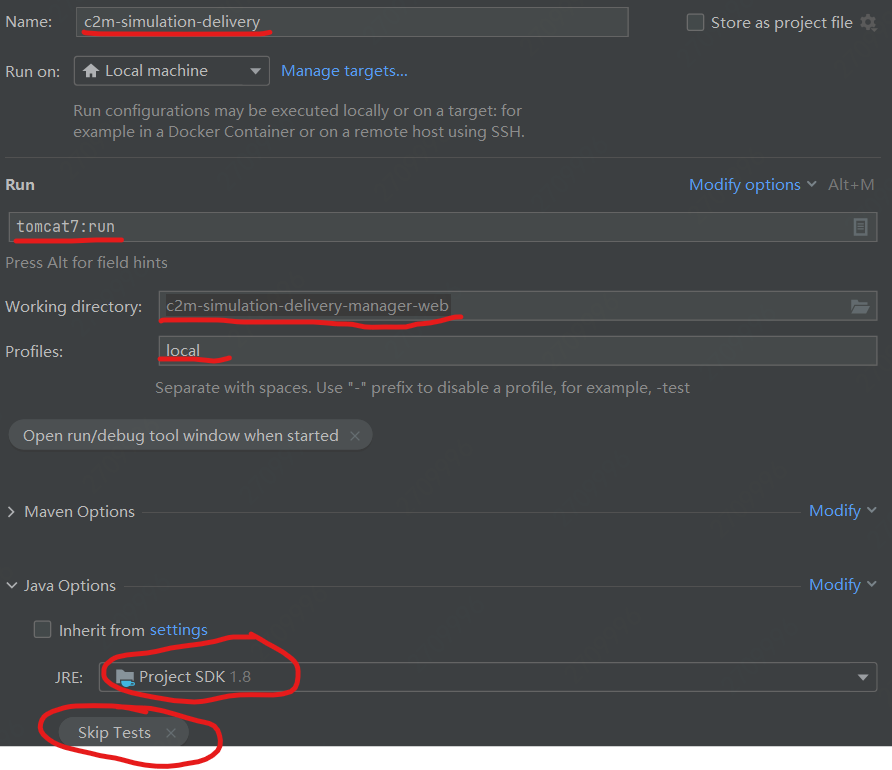 Name: c2m-simulation-delivery Store as project file
Run on: Local machine Manage targets...
Run configurations may be executed locally or on a target: for
example in a Docker Container or on a remote host using SSH.
Run Modify options Alt+M
tomcat7:run
Press Alt for field hints
Working directory: c2m-simulation-delivery-manager-web
Profiles: local
Separate with spaces. Use "-" prefix to disable a profile, for example, -test
Open run/debug tool window when started ×
Maven Options Modify
Java Options Modify
Inherit from settings
JRE: Project SDK 1.8
Skip Tests ×